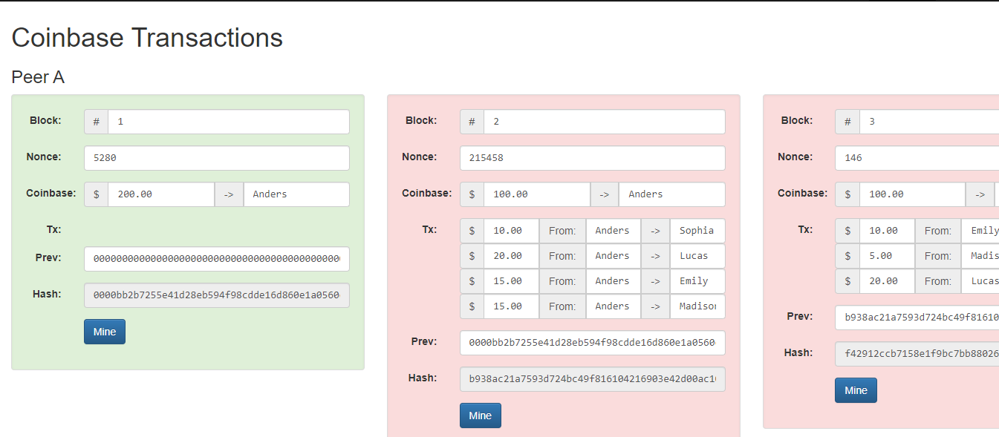 Coinbase Transactions
Peer A
Block: # 1
Nonce: 5280
Coinbase: $ 200.00 -> Anders
Tx:
Prev: 00000000000000000000000000000000000000000000
Hash: 0000bb2b7255e41d28eb594f98cdde16d860e1a0560
Mine
Block: # 2
Nonce: 215458
Coinbase: $ 100.00 -> Anders
Tx: $ 10.00 From: Anders -> Sophia
$ 20.00 From: Anders -> Lucas
$ 15.00 From: Anders -> Emily
$ 15.00 From: Anders -> Madison
Prev: 0000bb2b7255e41d28eb594f98cdde16d860e1a0560
Hash: b938ac21a7593d724bc49f816104216903e42d00ac1
Mine
Block: # 3
Nonce: 146
Coinbase: $ 100.00 ->
Tx: $ 10.00 From: Emily
$ 5.00 From: Madis
$ 20.00 From: Lucas
Prev: b938ac21a7593d724bc49f81610
Hash: f42912ccb7158e1f9bc7bb88026
Mine